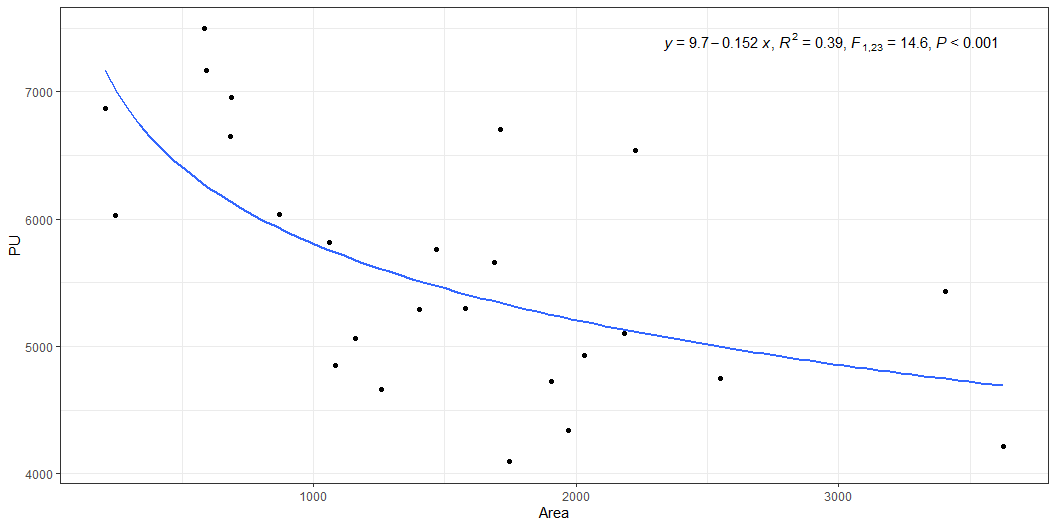 y = 9.7 − 0.152 x, R² = 0.39, F₁,₂₃ = 14.6, P < 0.001
7000
6000
5000
4000
PU
1000 2000 3000
Area